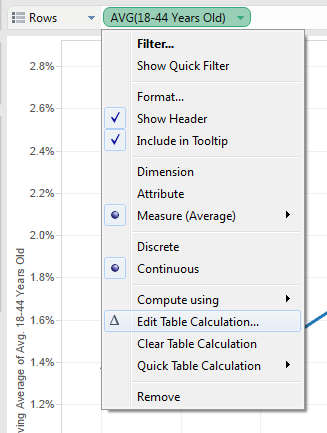 Rows
AVG(18-44 Years Old)
Filter...
Show Quick Filter
Format...
Show Header
Include in Tooltip
Dimension
Attribute
Measure (Average)
Discrete
Continuous
Compute using
Δ Edit Table Calculation...
Clear Table Calculation
Quick Table Calculation
Remove
2.8%
2.6%
2.4%
2.2%
2.0%
1.8%
1.6%
1.4%
1.2%
Average of Avg. 18-44 Years Old